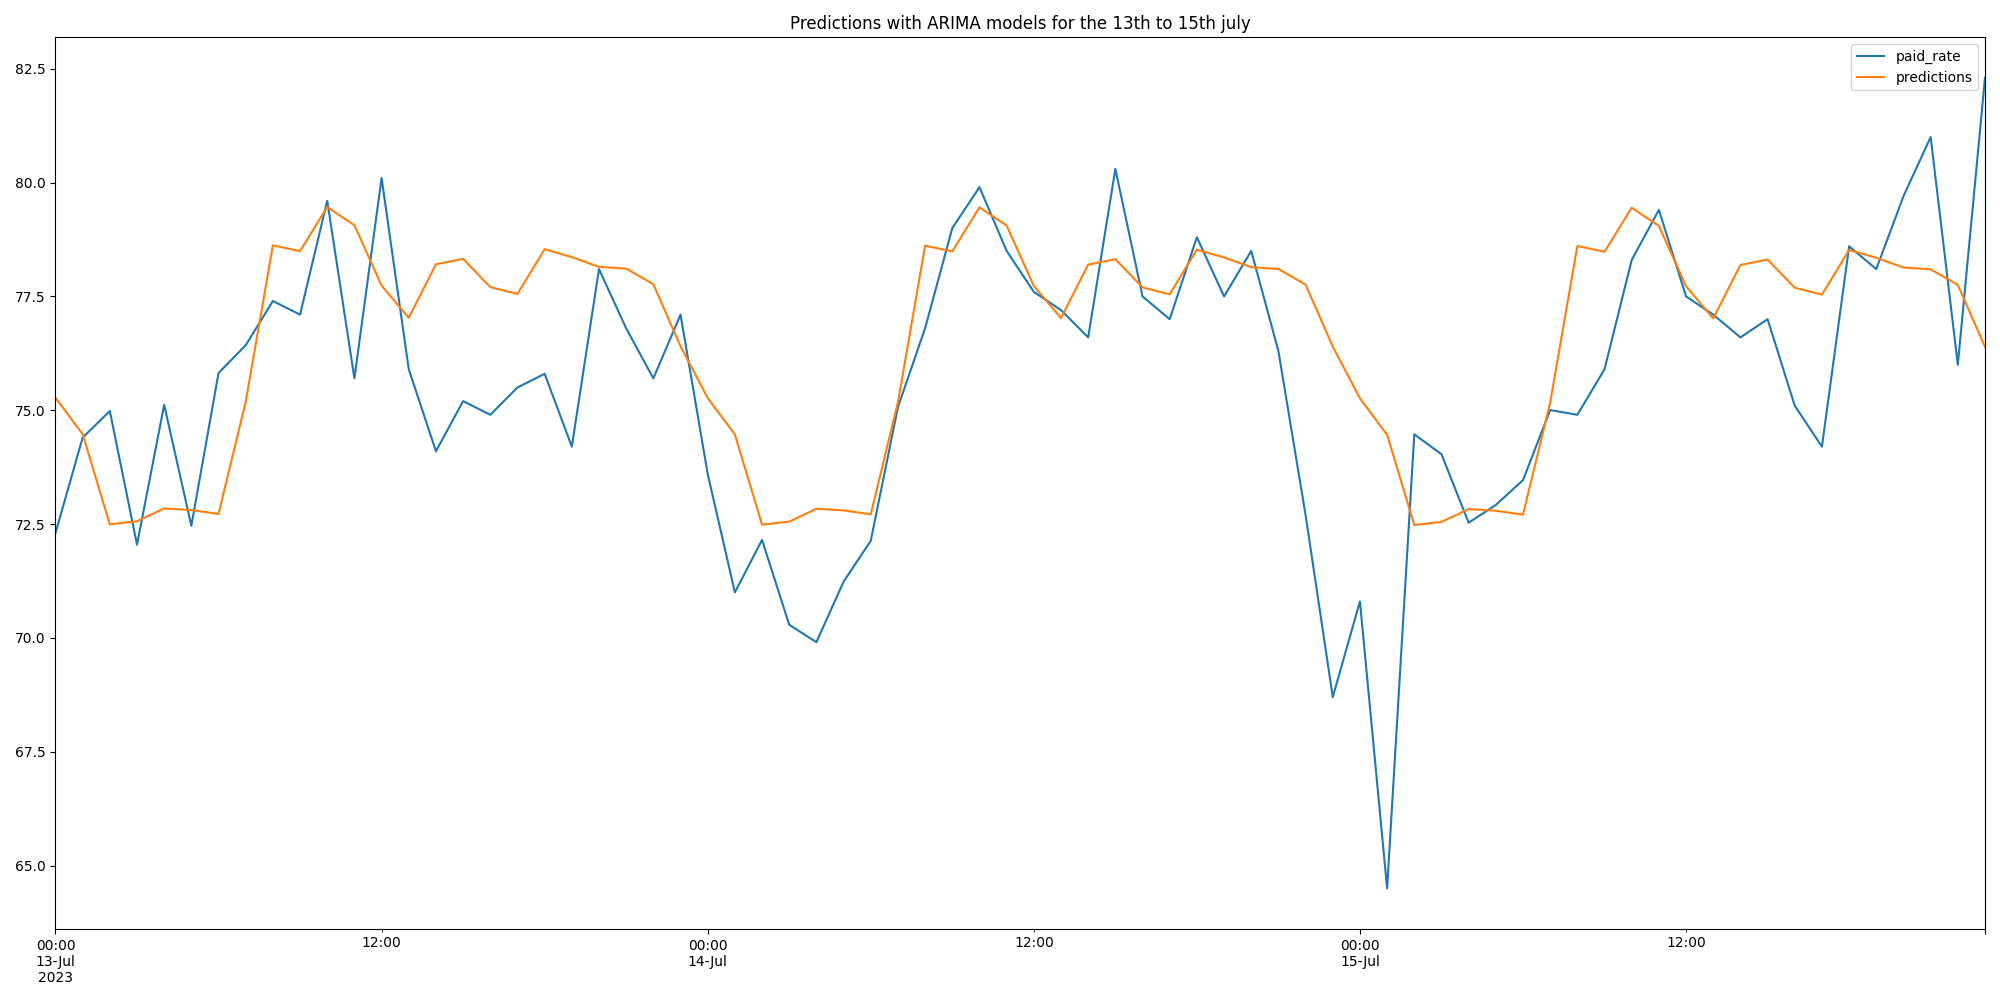 Predictions with ARIMA models for the 13th to 15th july
paid_rate
predictions
82.5
80.0
77.5
75.0
72.5
70.0
67.5
65.0
00:00
13-Jul
2023
12:00
00:00
14-Jul
12:00
00:00
15-Jul
12:00